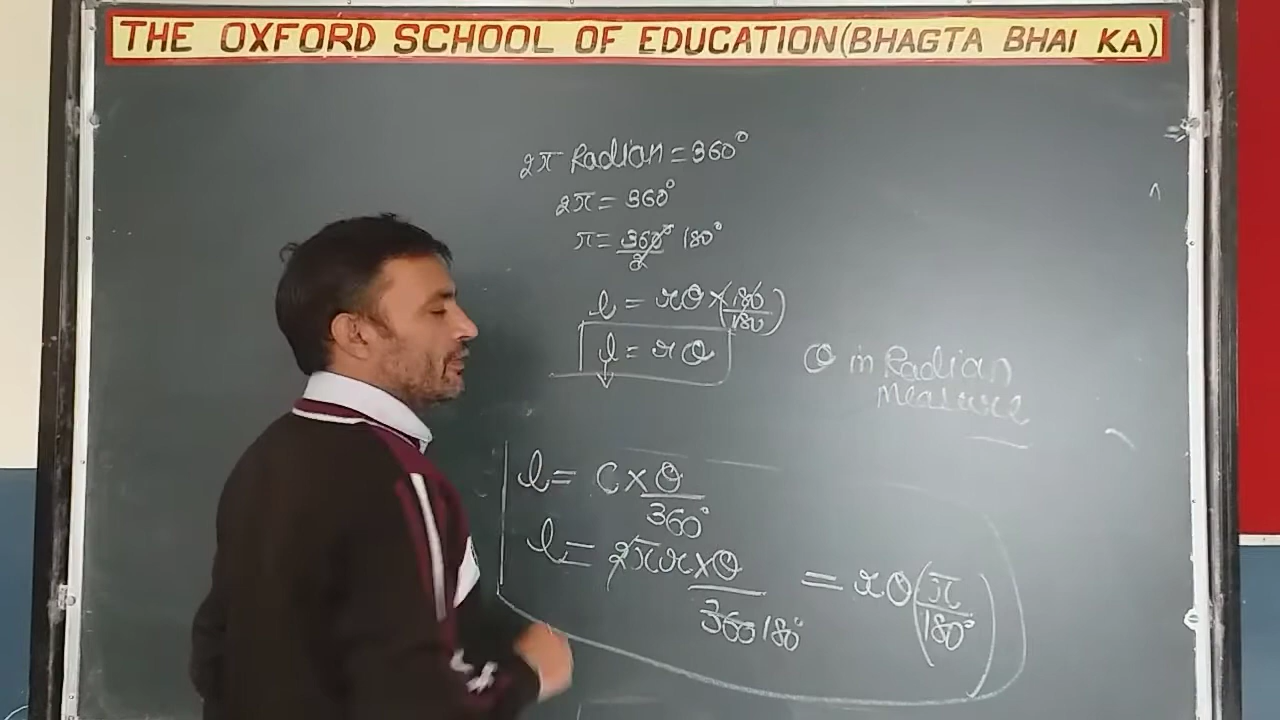 THE OXFORD SCHOOL OF EDUCATION(BHAGTA BHAI KA)
2π Radian = 360°
2π = 360°
π = 360°/2 180°
l = rθ × (180/180)
l = rθ
θ in Radian
Measure
l = C × θ/360°
l = 2πr × θ/360 180° = rθ(π/180°)